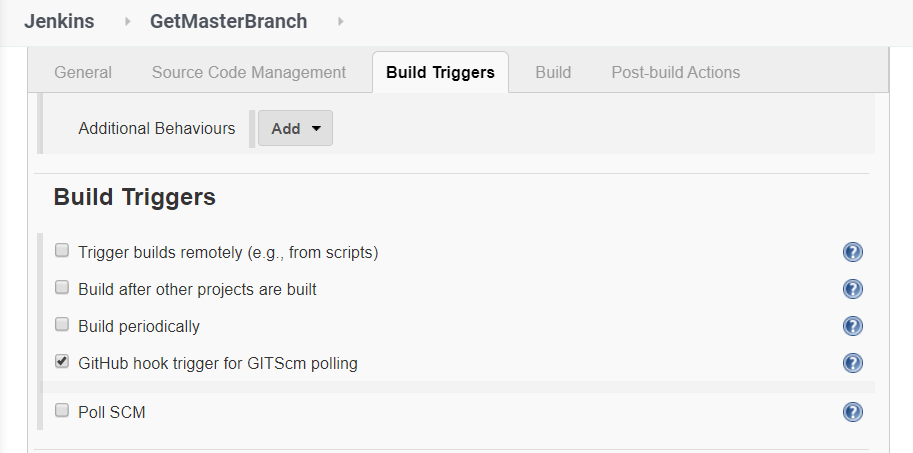 Jenkins GetMasterBranch
General Source Code Management Build Triggers Build Post-build Actions
Additional Behaviours Add
Build Triggers
Trigger builds remotely (e.g., from scripts) ?
Build after other projects are built ?
Build periodically ?
GitHub hook trigger for GITScm polling ?
Poll SCM ?